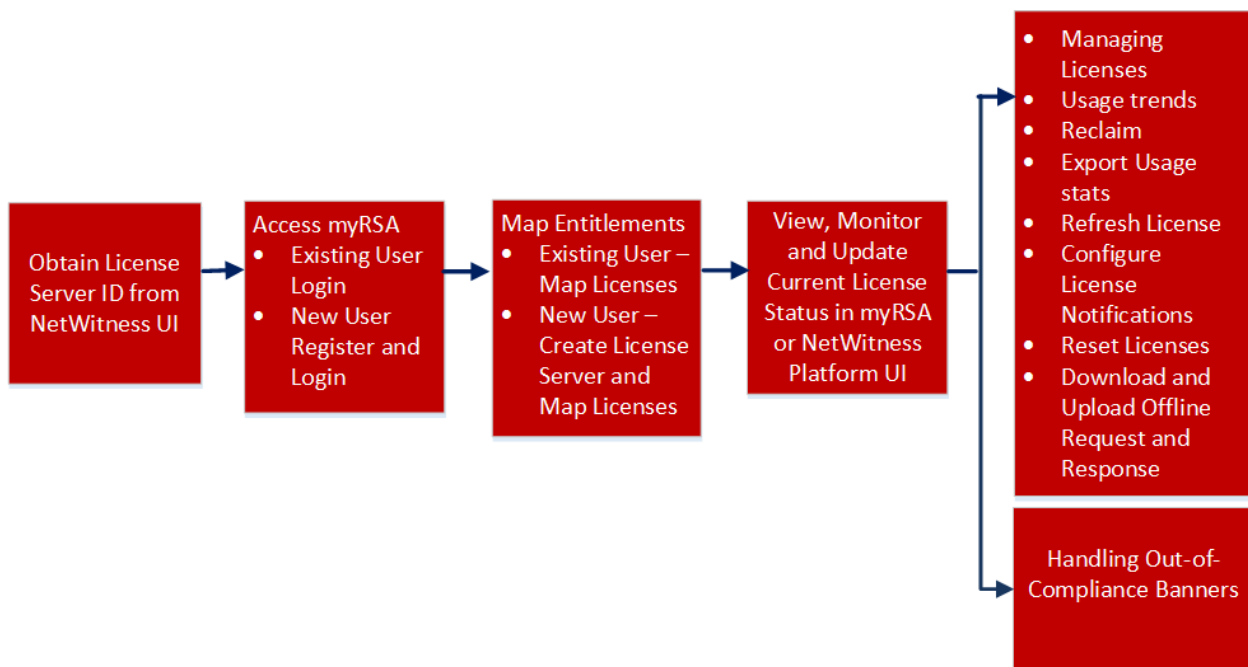 Obtain License
Server ID from
NetWitness UI
Access myRSA
• Existing User
Login
• New User
Register and
Login
Map Entitlements
• Existing User –
Map Licenses
• New User –
Create License
Server and
Map Licenses
View, Monitor
and Update
Current License
Status in myRSA
or NetWitness
Platform UI
• Managing
Licenses
• Usage trends
• Reclaim
• Export Usage
stats
• Refresh License
• Configure
License
Notifications
• Reset Licenses
• Download and
Upload Offline
Request and
Response
Handling Out-of-
Compliance Banners